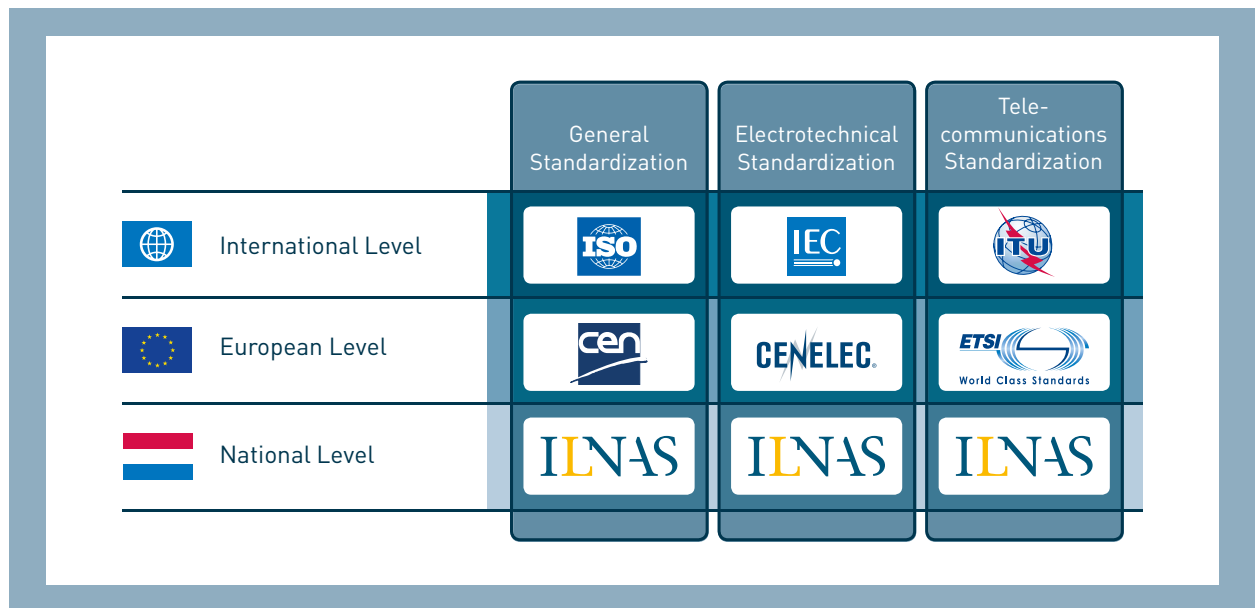 General
Standardization
Electrotechnical
Standardization
Tele-
communications
Standardization
International Level
ISO
IEC
ITU
European Level
cen
CENELEC®
ETSI
World Class Standards
National Level
ILNAS
ILNAS
ILNAS